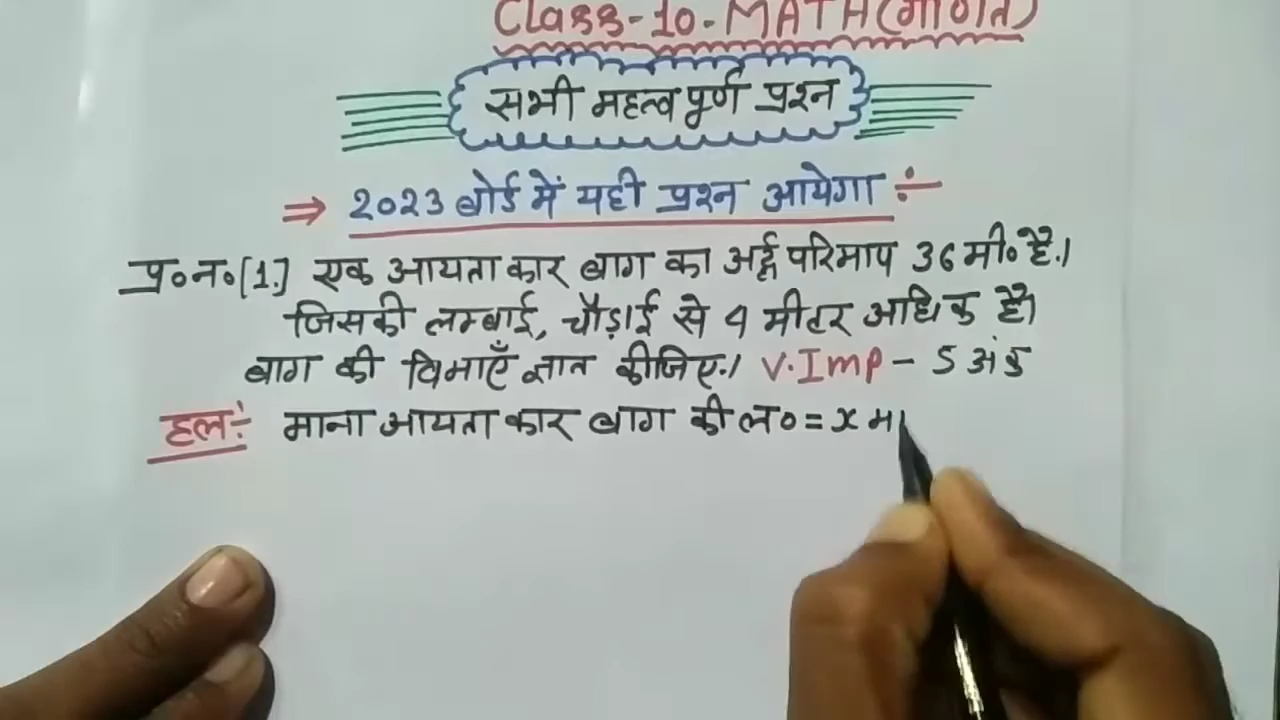 Class-10. MATH (गणित)
सभी महत्वपूर्ण प्रश्न
⇒ 2023 बोर्ड में यही प्रश्न आयेगा ÷
प्र०न०[1.] एक आयताकार बाग का अर्द्ध परिमाप 36 मी० है।
जिसकी लम्बाई, चौड़ाई से 4 मीटर अधिक है।
बाग की विमाएँ ज्ञात कीजिए। V.Imp - 5 अंक
हल÷ माना आयताकार बाग की ल० = x म